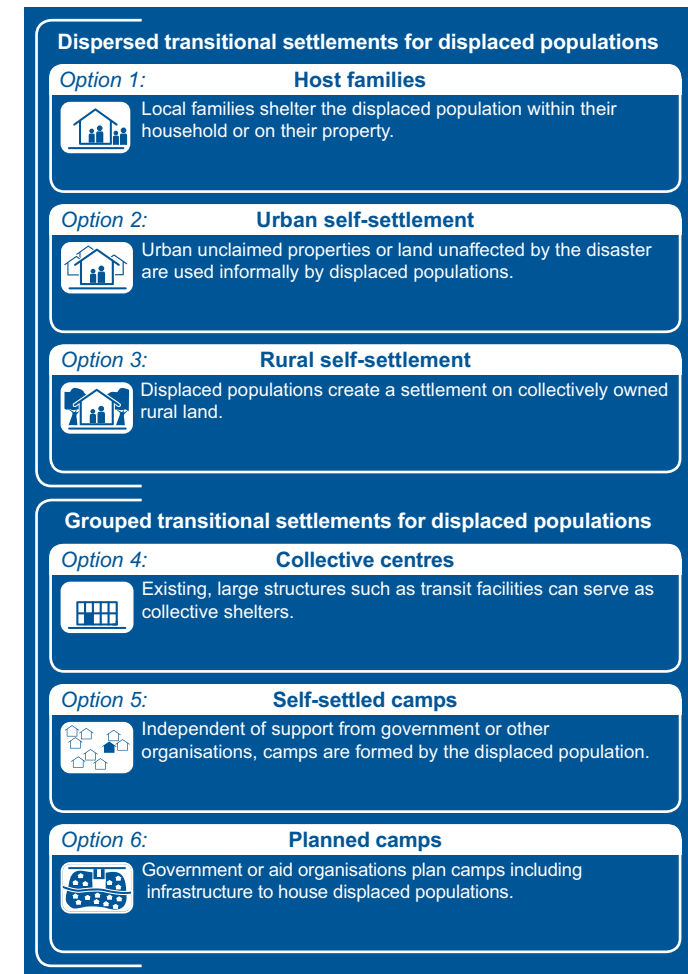 Dispersed transitional settlements for displaced populations
Option 1: Host families
Local families shelter the displaced population within their
household or on their property.
Option 2: Urban self-settlement
Urban unclaimed properties or land unaffected by the disaster
are used informally by displaced populations.
Option 3: Rural self-settlement
Displaced populations create a settlement on collectively owned
rural land.
Grouped transitional settlements for displaced populations
Option 4: Collective centres
Existing, large structures such as transit facilities can serve as
collective shelters.
Option 5: Self-settled camps
Independent of support from government or other
organisations, camps are formed by the displaced population.
Option 6: Planned camps
Government or aid organisations plan camps including
infrastructure to house displaced populations.